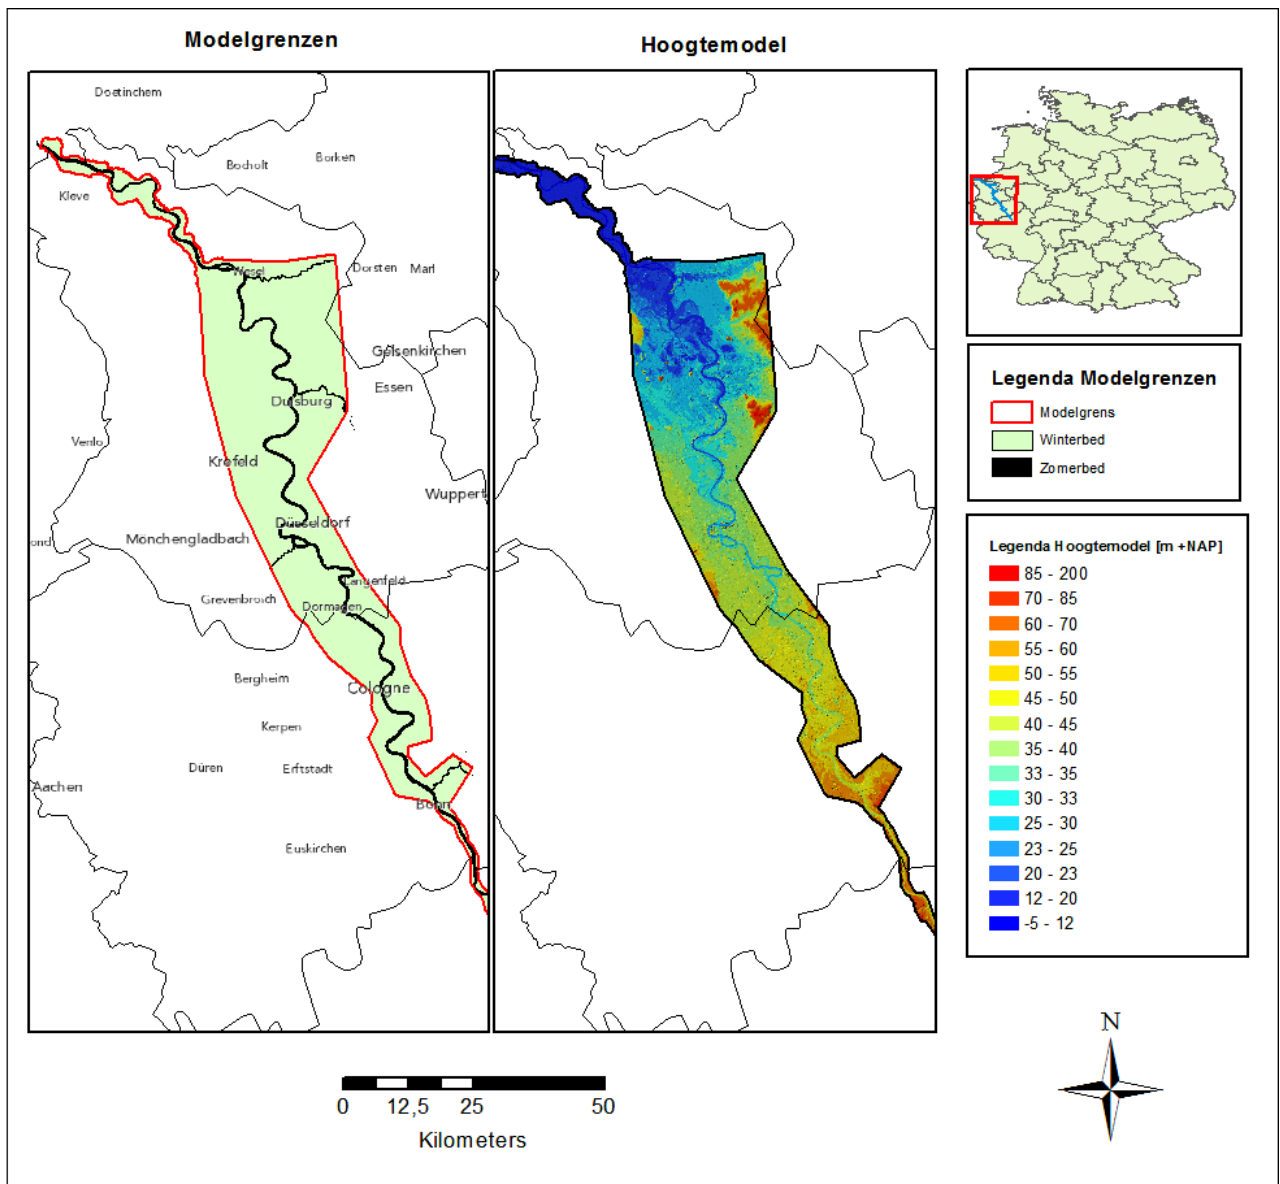 Modelgrenzen
Hoogtemodel
Doetinchem
Bocholt
Borken
Kleve
Wesel
Dorsten
Marl
Gelsenkirchen
Essen
Duisburg
Venlo
Krefeld
Wuppert
Düsseldorf
Mönchengladbach
ond
Langenfeld
Grevenbroich
Dormagen
Bergheim
Cologne
Kerpen
Düren
Erftstadt
Aachen
Bonn
Euskirchen
Legenda Modelgrenzen
Modelgrens
Winterbed
Zomerbed
Legenda Hoogtemodel [m +NAP]
85 - 200
70 - 85
60 - 70
55 - 60
50 - 55
45 - 50
40 - 45
35 - 40
33 - 35
30 - 33
25 - 30
23 - 25
20 - 23
12 - 20
-5 - 12
N
0 12,5 25 50
Kilometers